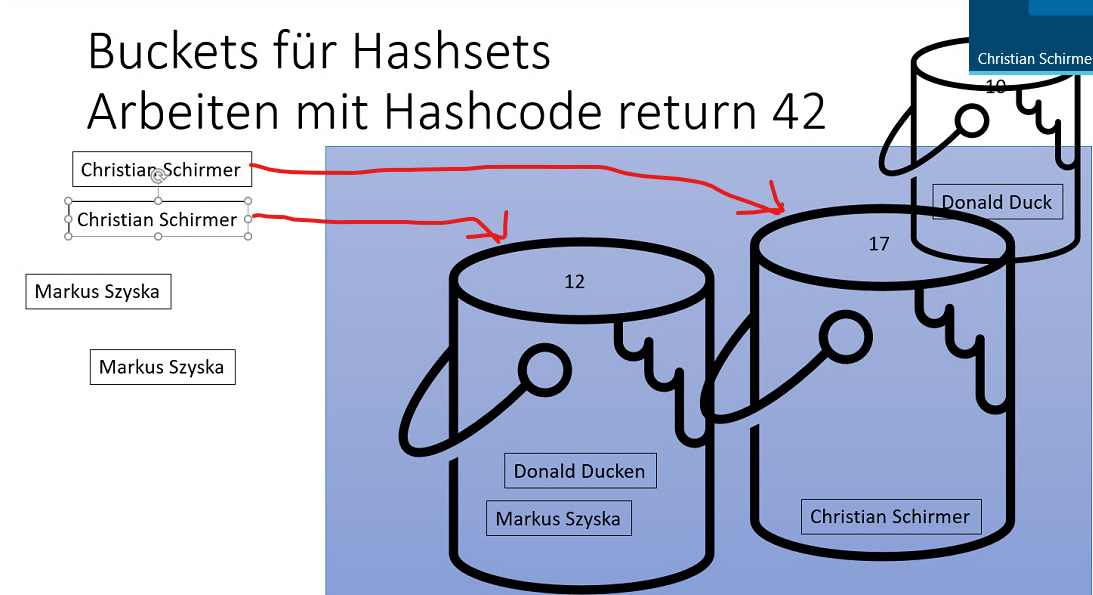 Buckets für Hashsets
Arbeiten mit Hashcode return 42
Christian Schirme
10
Christian Schirmer
Christian Schirmer
Donald Duck
17
12
Markus Szyska
Markus Szyska
Donald Ducken
Markus Szyska
Christian Schirmer